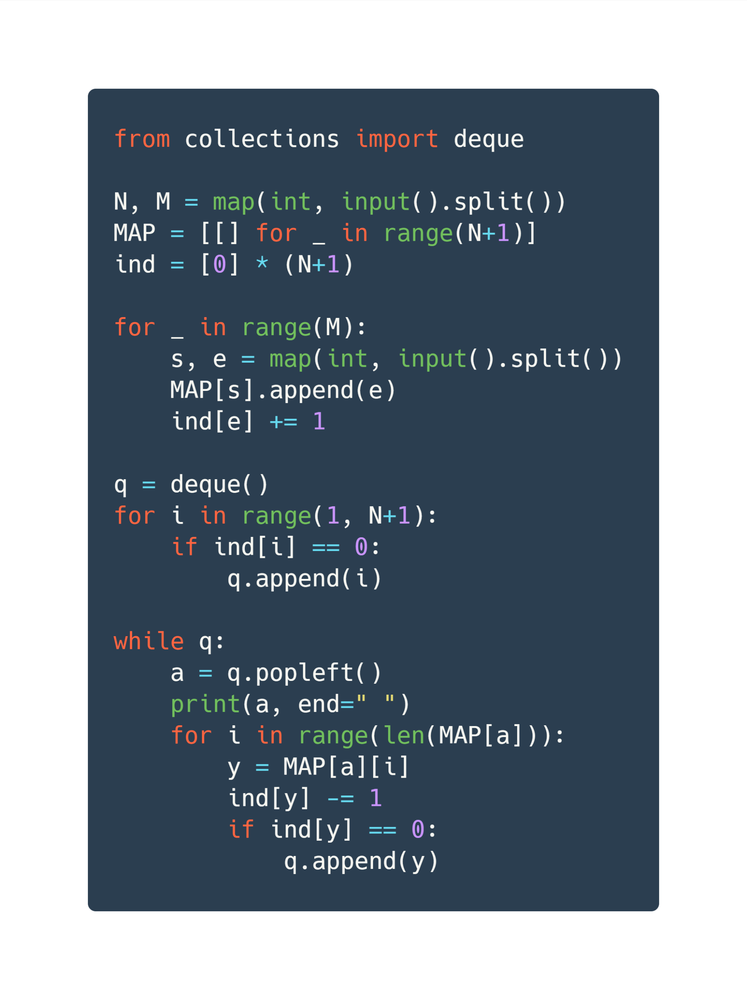 from collections import deque

N, M = map(int, input().split())
MAP = [[] for _ in range(N+1)]
ind = [0] * (N+1)

for _ in range(M):
    s, e = map(int, input().split())
    MAP[s].append(e)
    ind[e] += 1

q = deque()
for i in range(1, N+1):
    if ind[i] == 0:
        q.append(i)

while q:
    a = q.popleft()
    print(a, end=" ")
    for i in range(len(MAP[a])):
        y = MAP[a][i]
        ind[y] -= 1
        if ind[y] == 0:
            q.append(y)